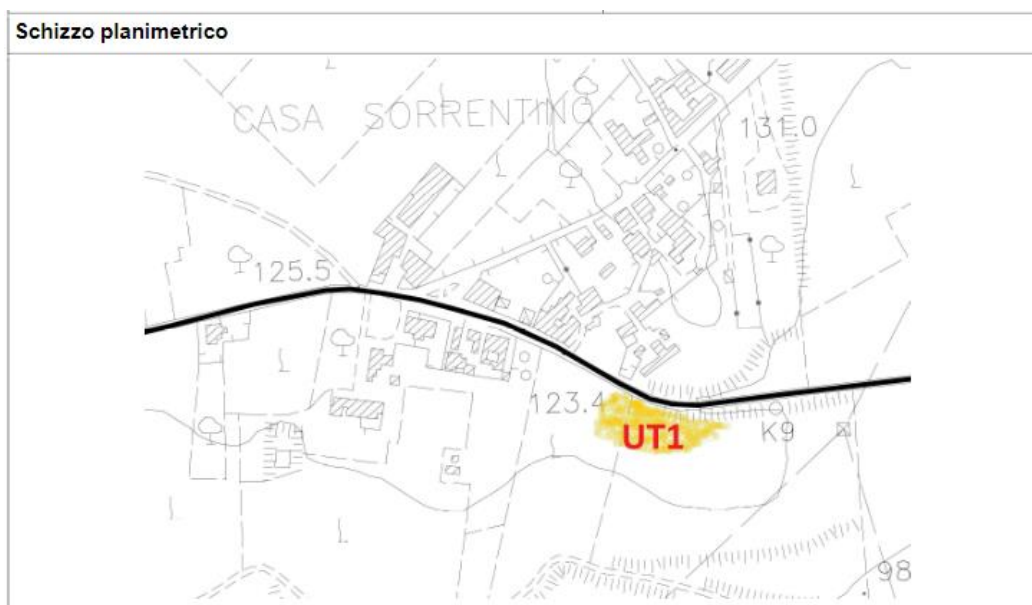 Schizzo planimetrico
CASA SORRENTINO
131.0
125.5
123.4
UT1
K9
98